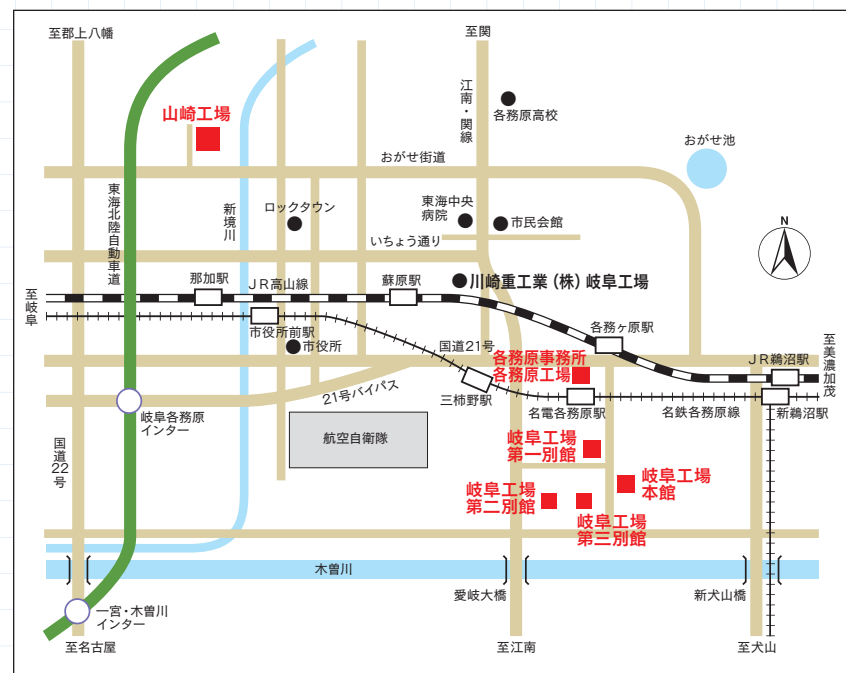 至郡上八幡
至関
山崎工場
江南・関線
各務原高校
おがせ街道
おがせ池
東海北陸自動車道
新境川
ロックタウン
東海中央
病院
市民会館
いちょう通り
N
那加駅
JR高山線
蘇原駅
川崎重工業(株)岐阜工場
至岐阜
市役所前駅
市役所
国道21号
各務ヶ原駅
至美濃加茂
各務原事務所
各務原工場
JR鵜沼駅
21号バイパス
三柿野駅
名電各務原駅
名鉄各務原線
新鵜沼駅
岐阜各務原
インター
国道22号
航空自衛隊
岐阜工場
第一別館
岐阜工場
本館
岐阜工場
第二別館
岐阜工場
第三別館
木曽川
愛岐大橋
新犬山橋
一宮・木曽川
インター
至名古屋
至江南
至犬山